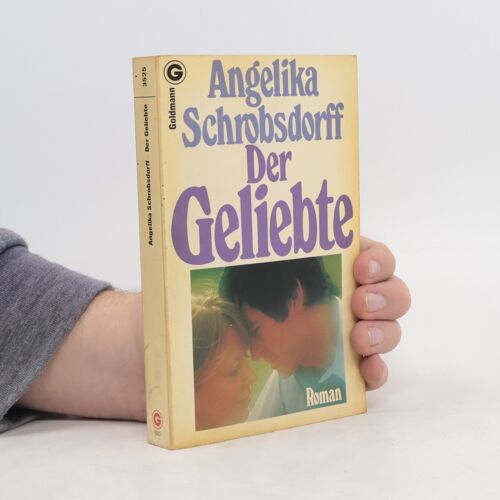 Angelika
Schrobsdorff
Der
Geliebte
Roman
G
Goldmann
3525
Angelika Schrobsdorff Der Geliebte
G